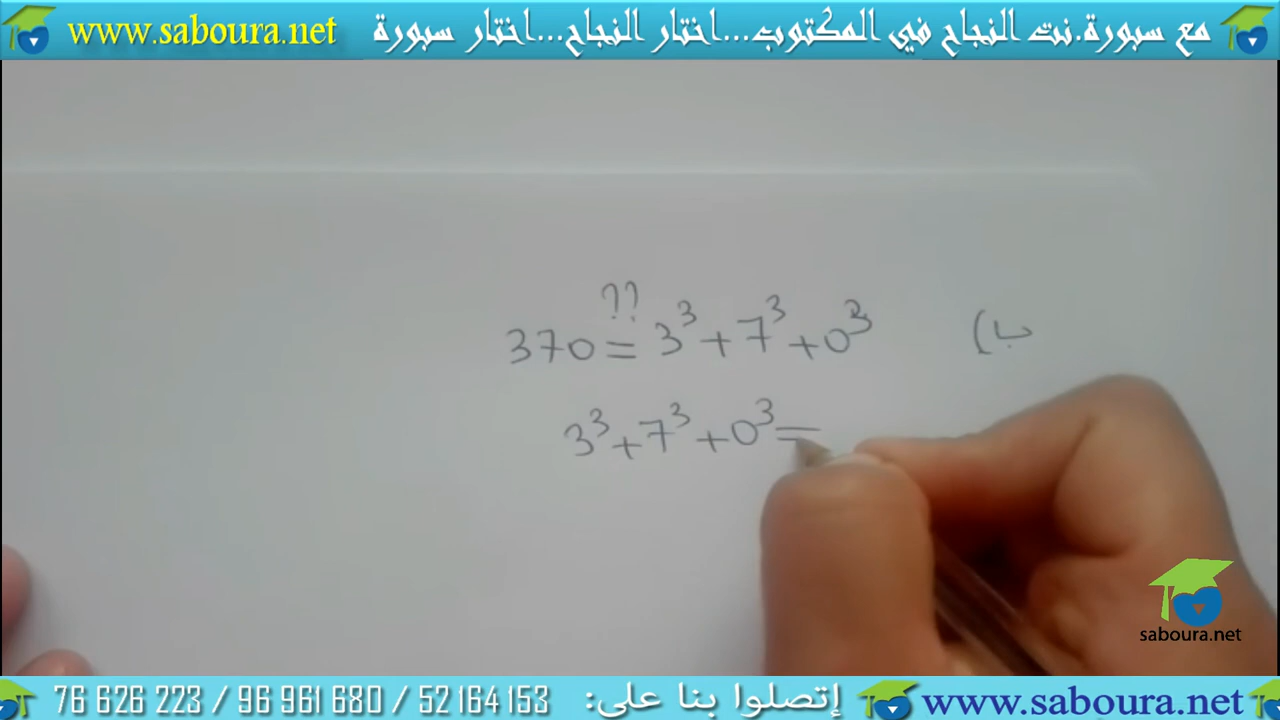 www.saboura.net مع سبورة.نت النجاح في المكتوب...اختار النجاح...اختار سبورة
ب) 370 =?? 3³+7³+0³
3³+7³+0³=
saboura.net
76 626 223 / 96 961 680 / 52 164 153 إتصلوا بنا على: www.saboura.net